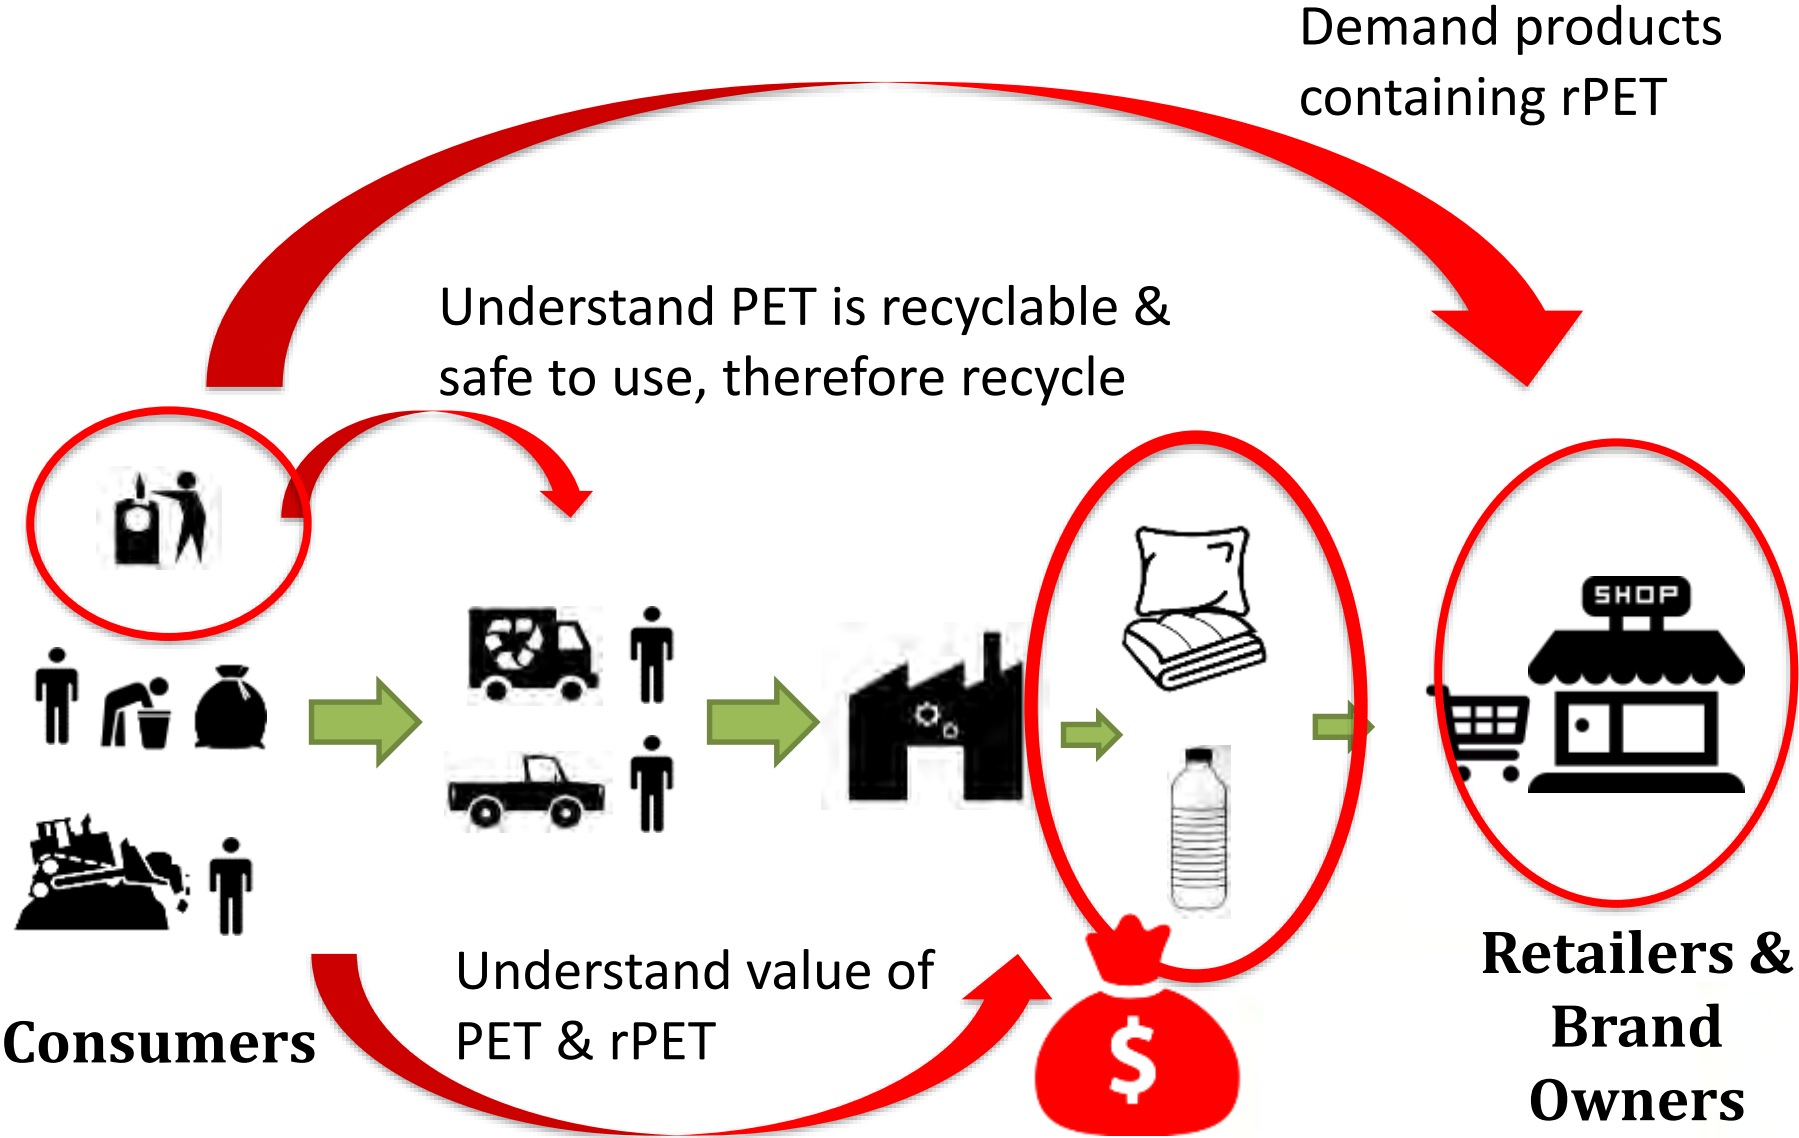 Demand products
containing rPET
Understand PET is recyclable &
safe to use, therefore recycle
SHOP
Understand value of
PET & rPET
$
Consumers
Retailers &
Brand
Owners